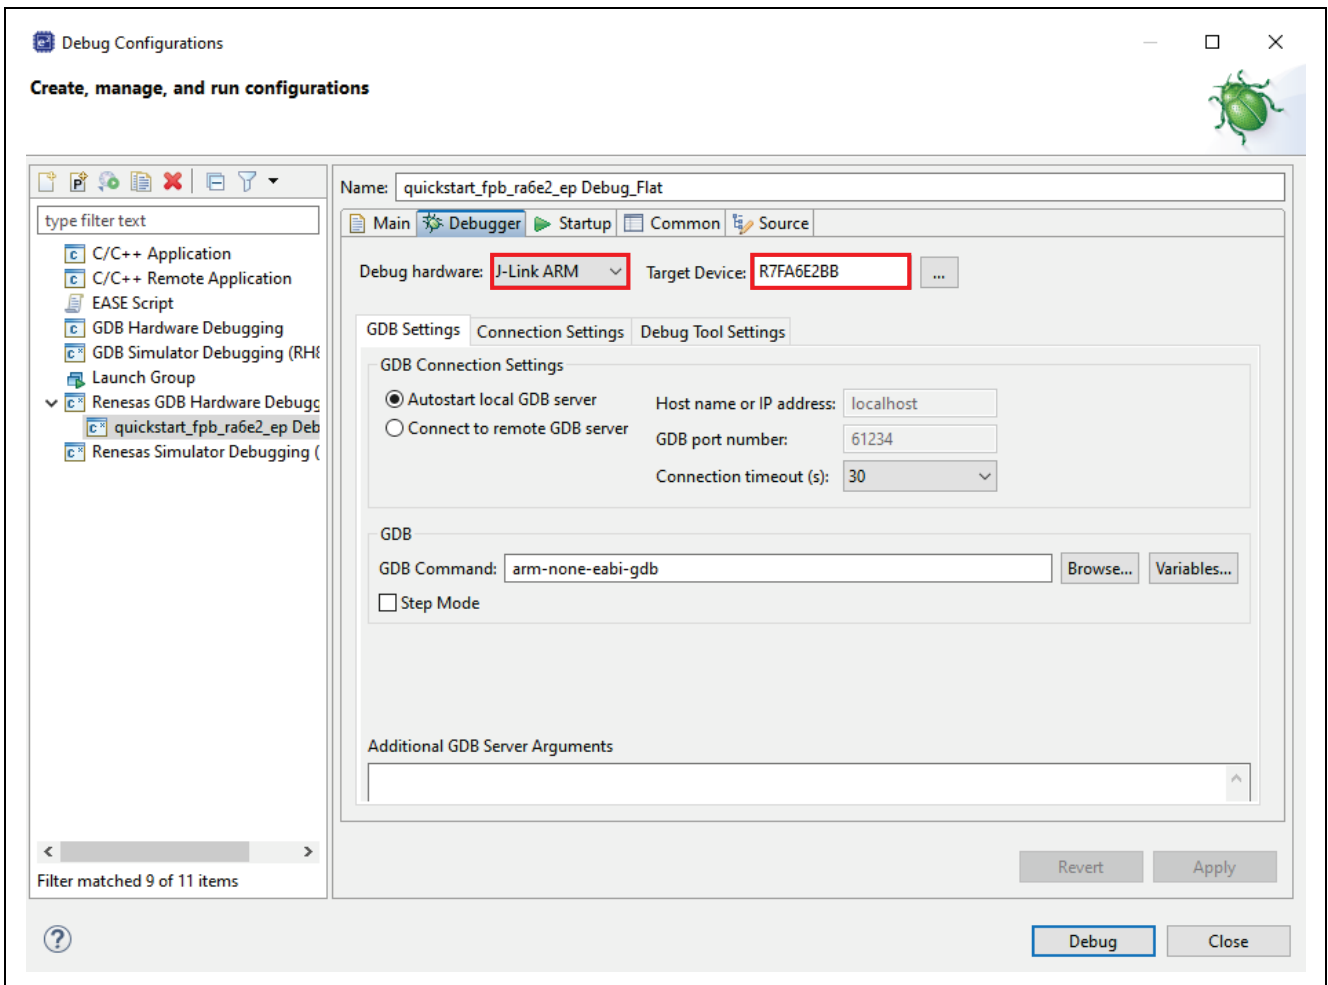 Debug Configurations
Create, manage, and run configurations
type filter text
C/C++ Application
C/C++ Remote Application
EASE Script
GDB Hardware Debugging
GDB Simulator Debugging (RH8
Launch Group
Renesas GDB Hardware Debugg
quickstart_fpb_ra6e2_ep Deb
Renesas Simulator Debugging (
Filter matched 9 of 11 items
Name: quickstart_fpb_ra6e2_ep Debug_Flat
Main Debugger Startup Common Source
Debug hardware: J-Link ARM Target Device: R7FA6E2BB ...
GDB Settings Connection Settings Debug Tool Settings
GDB Connection Settings
Autostart local GDB server
Connect to remote GDB server
Host name or IP address: localhost
GDB port number: 61234
Connection timeout (s): 30
GDB
GDB Command: arm-none-eabi-gdb Browse... Variables...
Step Mode
Additional GDB Server Arguments
Revert Apply
Debug Close